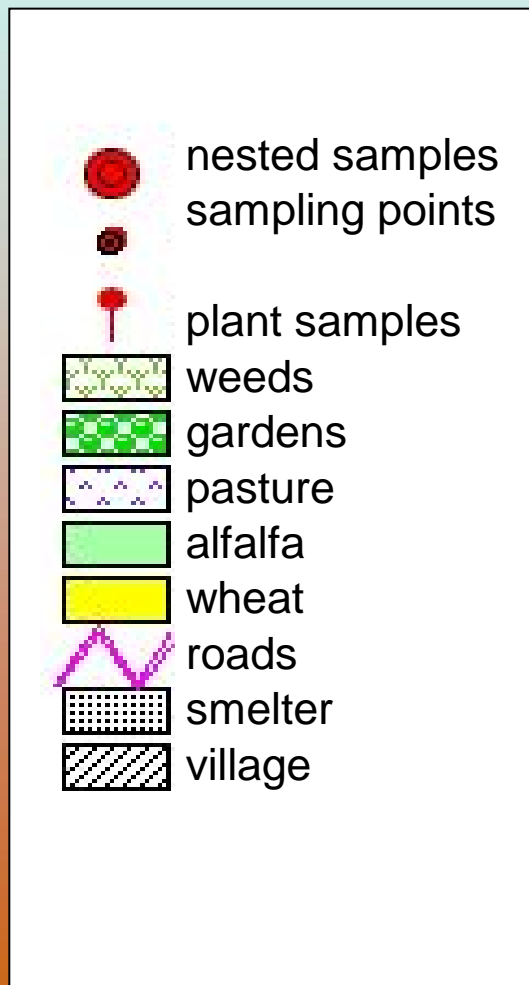 nested samples
sampling points
plant samples
weeds
gardens
pasture
alfalfa
wheat
roads
smelter
village